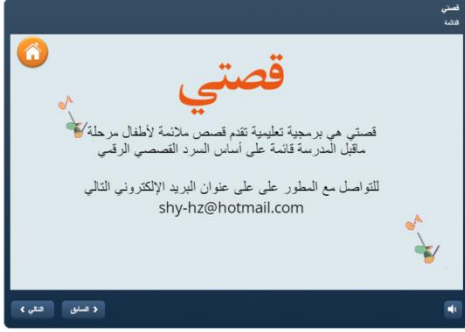 قصتي
القائمة
قصتي
قصتي هي برمجية تعليمية تقدم قصص ملائمة لأطفال مرحلة
ماقبل المدرسة قائمة على أساس السرد القصصي الرقمي
للتواصل مع المطور على على عنوان البريد الإلكتروني التالي
shy-hz@hotmail.com
السابق
التالي